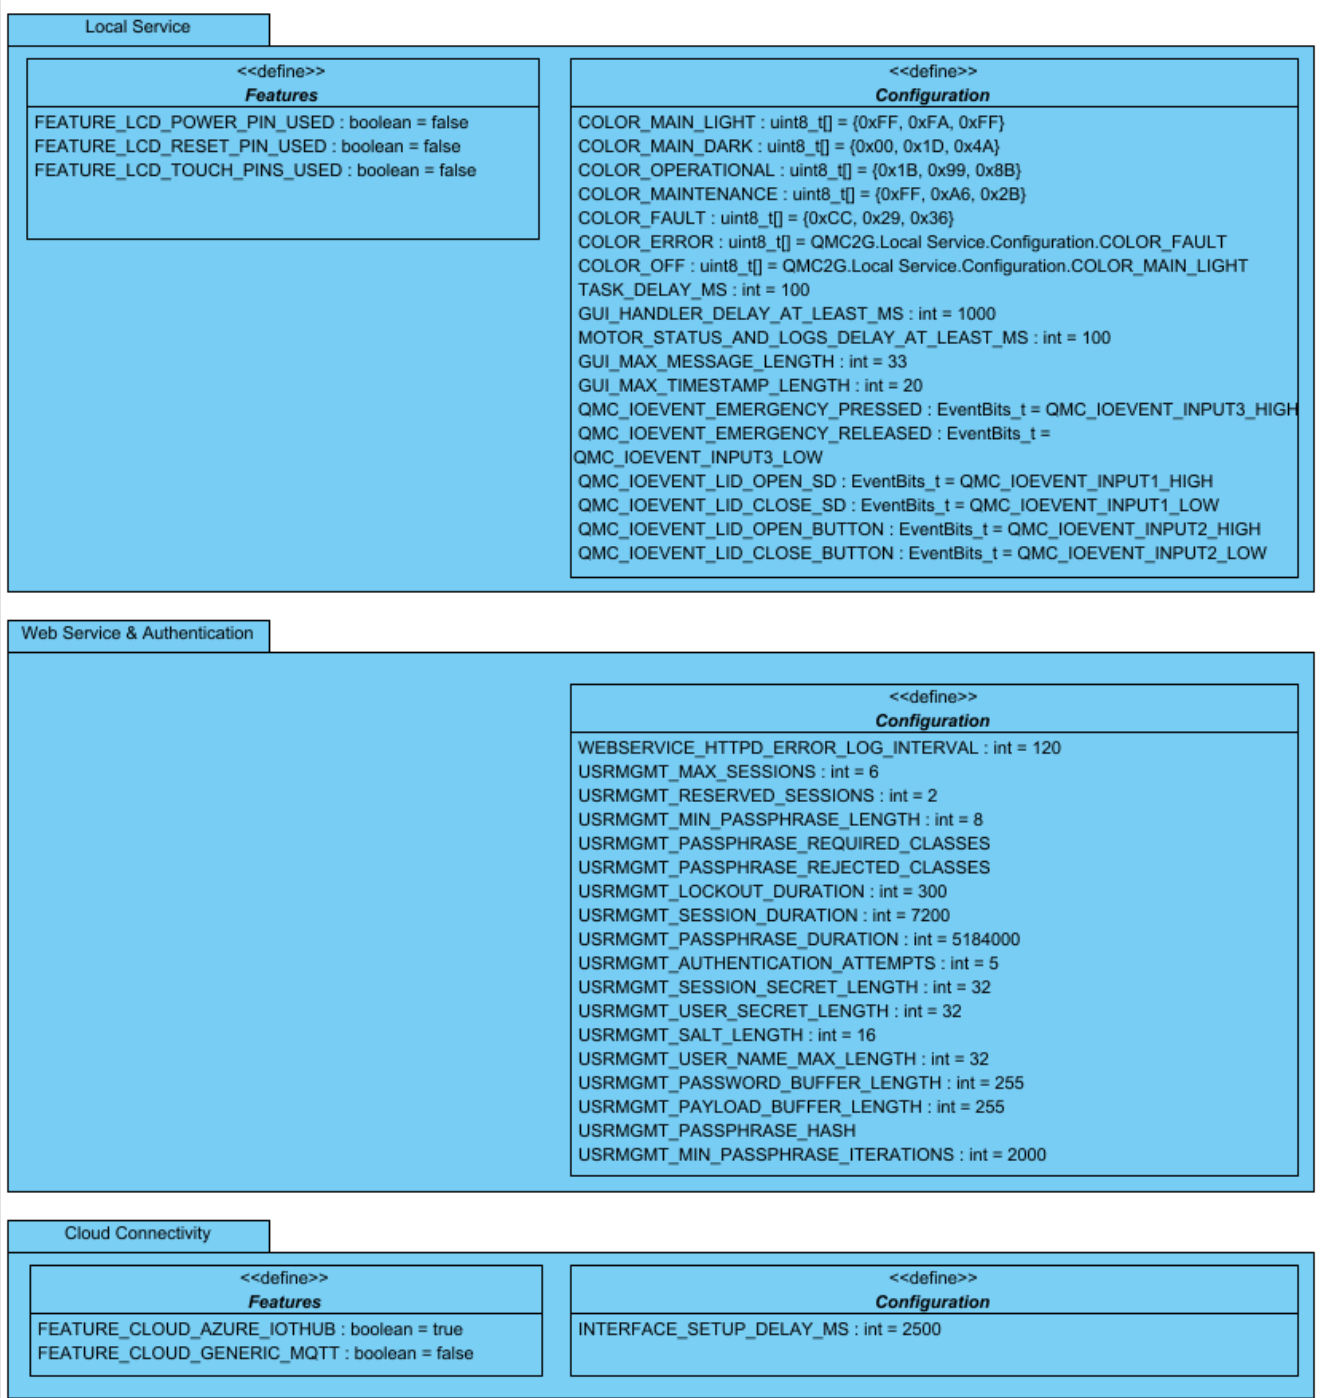 Local Service
<<define>>
Features
FEATURE_LCD_POWER_PIN_USED : boolean = false
FEATURE_LCD_RESET_PIN_USED : boolean = false
FEATURE_LCD_TOUCH_PINS_USED : boolean = false
<<define>>
Configuration
COLOR_MAIN_LIGHT : uint8_t[] = {0xFF, 0xFA, 0xFF}
COLOR_MAIN_DARK : uint8_t[] = {0x00, 0x1D, 0x4A}
COLOR_OPERATIONAL : uint8_t[] = {0x1B, 0x99, 0x8B}
COLOR_MAINTENANCE : uint8_t[] = {0xFF, 0xA6, 0x2B}
COLOR_FAULT : uint8_t[] = {0xCC, 0x29, 0x36}
COLOR_ERROR : uint8_t[] = QMC2G.Local Service.Configuration.COLOR_FAULT
COLOR_OFF : uint8_t[] = QMC2G.Local Service.Configuration.COLOR_MAIN_LIGHT
TASK_DELAY_MS : int = 100
GUI_HANDLER_DELAY_AT_LEAST_MS : int = 1000
MOTOR_STATUS_AND_LOGS_DELAY_AT_LEAST_MS : int = 100
GUI_MAX_MESSAGE_LENGTH : int = 33
GUI_MAX_TIMESTAMP_LENGTH : int = 20
QMC_IOEVENT_EMERGENCY_PRESSED : EventBits_t = QMC_IOEVENT_INPUT3_HIGH
QMC_IOEVENT_EMERGENCY_RELEASED : EventBits_t =
QMC_IOEVENT_INPUT3_LOW
QMC_IOEVENT_LID_OPEN_SD : EventBits_t = QMC_IOEVENT_INPUT1_HIGH
QMC_IOEVENT_LID_CLOSE_SD : EventBits_t = QMC_IOEVENT_INPUT1_LOW
QMC_IOEVENT_LID_OPEN_BUTTON : EventBits_t = QMC_IOEVENT_INPUT2_HIGH
QMC_IOEVENT_LID_CLOSE_BUTTON : EventBits_t = QMC_IOEVENT_INPUT2_LOW
Web Service & Authentication
<<define>>
Configuration
WEBSERVICE_HTTPD_ERROR_LOG_INTERVAL : int = 120
USRMGMT_MAX_SESSIONS : int = 6
USRMGMT_RESERVED_SESSIONS : int = 2
USRMGMT_MIN_PASSPHRASE_LENGTH : int = 8
USRMGMT_PASSPHRASE_REQUIRED_CLASSES
USRMGMT_PASSPHRASE_REJECTED_CLASSES
USRMGMT_LOCKOUT_DURATION : int = 300
USRMGMT_SESSION_DURATION : int = 7200
USRMGMT_PASSPHRASE_DURATION : int = 5184000
USRMGMT_AUTHENTICATION_ATTEMPTS : int = 5
USRMGMT_SESSION_SECRET_LENGTH : int = 32
USRMGMT_USER_SECRET_LENGTH : int = 32
USRMGMT_SALT_LENGTH : int = 16
USRMGMT_USER_NAME_MAX_LENGTH : int = 32
USRMGMT_PASSWORD_BUFFER_LENGTH : int = 255
USRMGMT_PAYLOAD_BUFFER_LENGTH : int = 255
USRMGMT_PASSPHRASE_HASH
USRMGMT_MIN_PASSPHRASE_ITERATIONS : int = 2000
Cloud Connectivity
<<define>>
Features
FEATURE_CLOUD_AZURE_IOTHUB : boolean = true
FEATURE_CLOUD_GENERIC_MQTT : boolean = false
<<define>>
Configuration
INTERFACE_SETUP_DELAY_MS : int = 2500